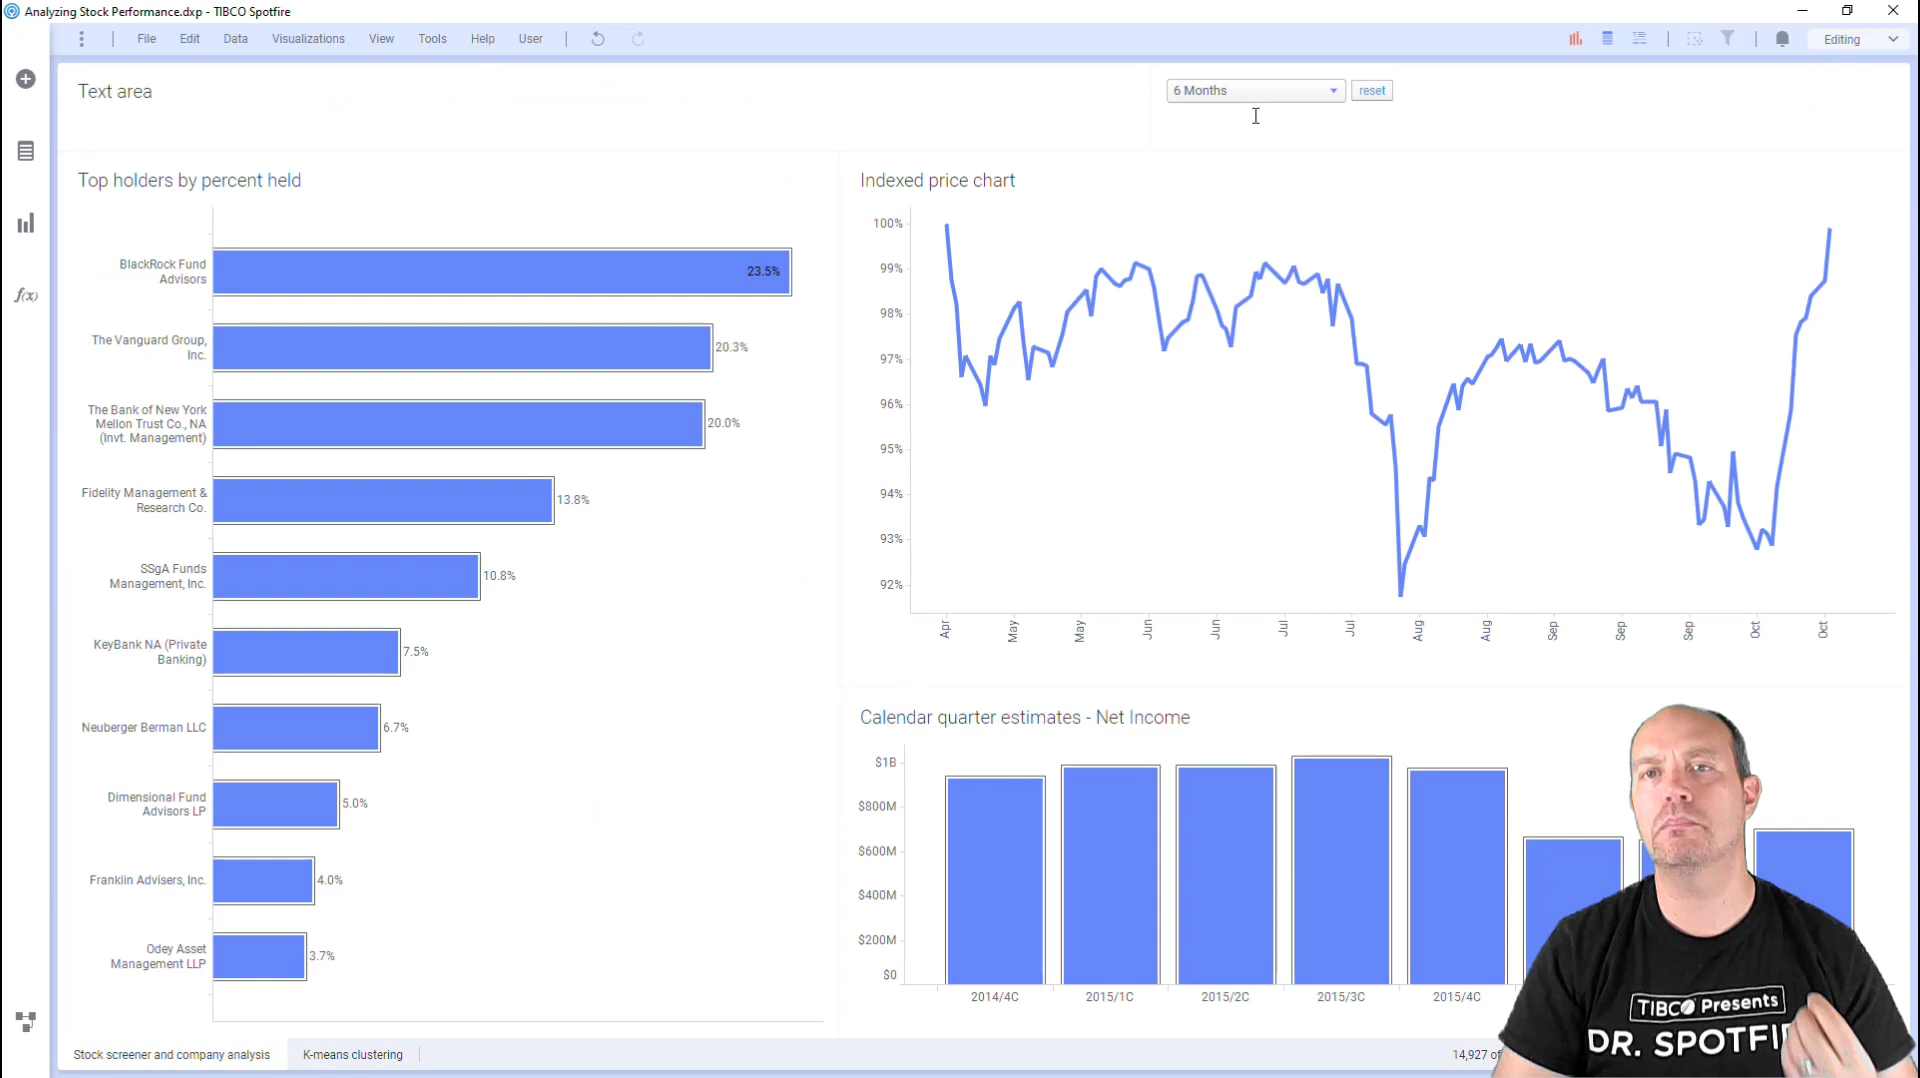 Analyzing Stock Performance.dxp - TIBCO Spotfire
File Edit Data Visualizations View Tools Help User Editing
Text area
6 Months reset
Top holders by percent held
BlackRock Fund
Advisors
23.5%
The Vanguard Group,
Inc.
20.3%
The Bank of New York
Mellon Trust Co., NA
(Invt. Management)
20.0%
Fidelity Management &
Research Co.
13.8%
SSgA Funds
Management, Inc.
10.8%
KeyBank NA (Private
Banking)
7.5%
Neuberger Berman LLC
6.7%
Dimensional Fund
Advisors LP
5.0%
Franklin Advisers, Inc.
4.0%
Odey Asset
Management LLP
3.7%
f(x)
Indexed price chart
100%
99%
98%
97%
96%
95%
94%
93%
92%
Apr May May Jun Jun Jul Jul Aug Aug Sep Sep Sep Oct Oct
Calendar quarter estimates - Net Income
$1B
$800M
$600M
$400M
$200M
$0
2014/4C 2015/1C 2015/2C 2015/3C 2015/4C
TIBCO Presents
DR. SPOTFI
Stock screener and company analysis K-means clustering
14,927 of